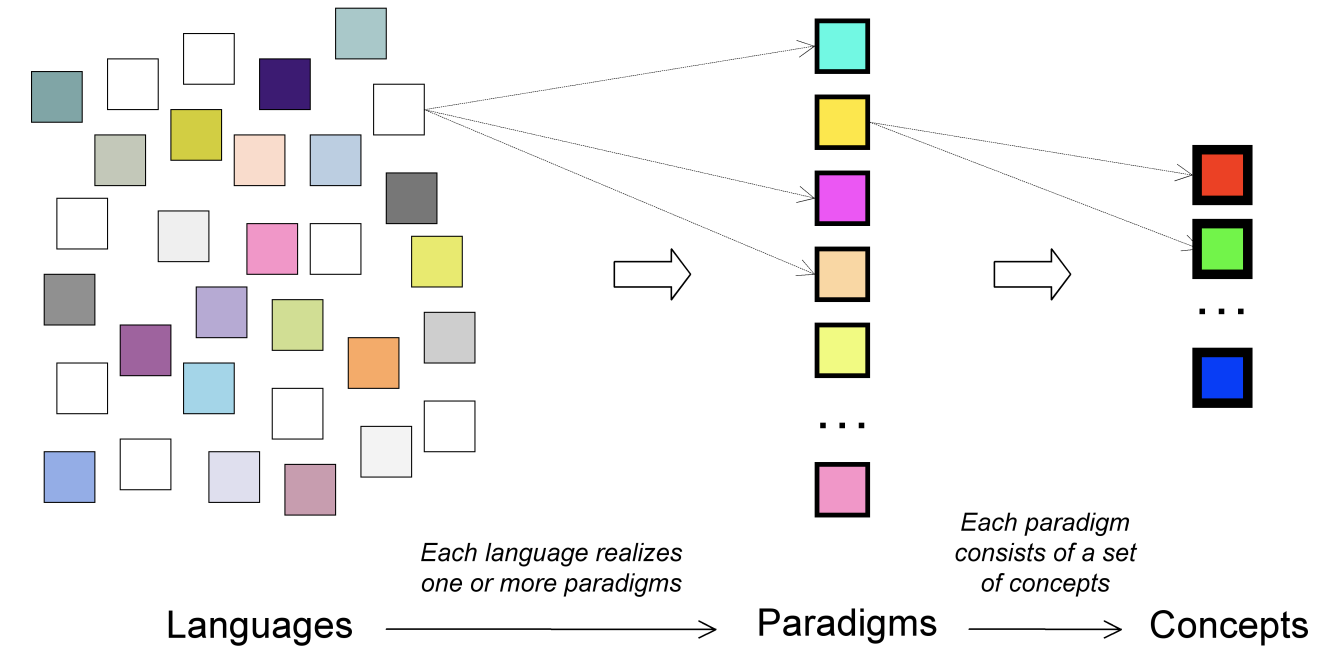 . . .
. . .
Each language realizes
one or more paradigms
Each paradigm
consists of a set
of concepts
Languages
Paradigms
Concepts